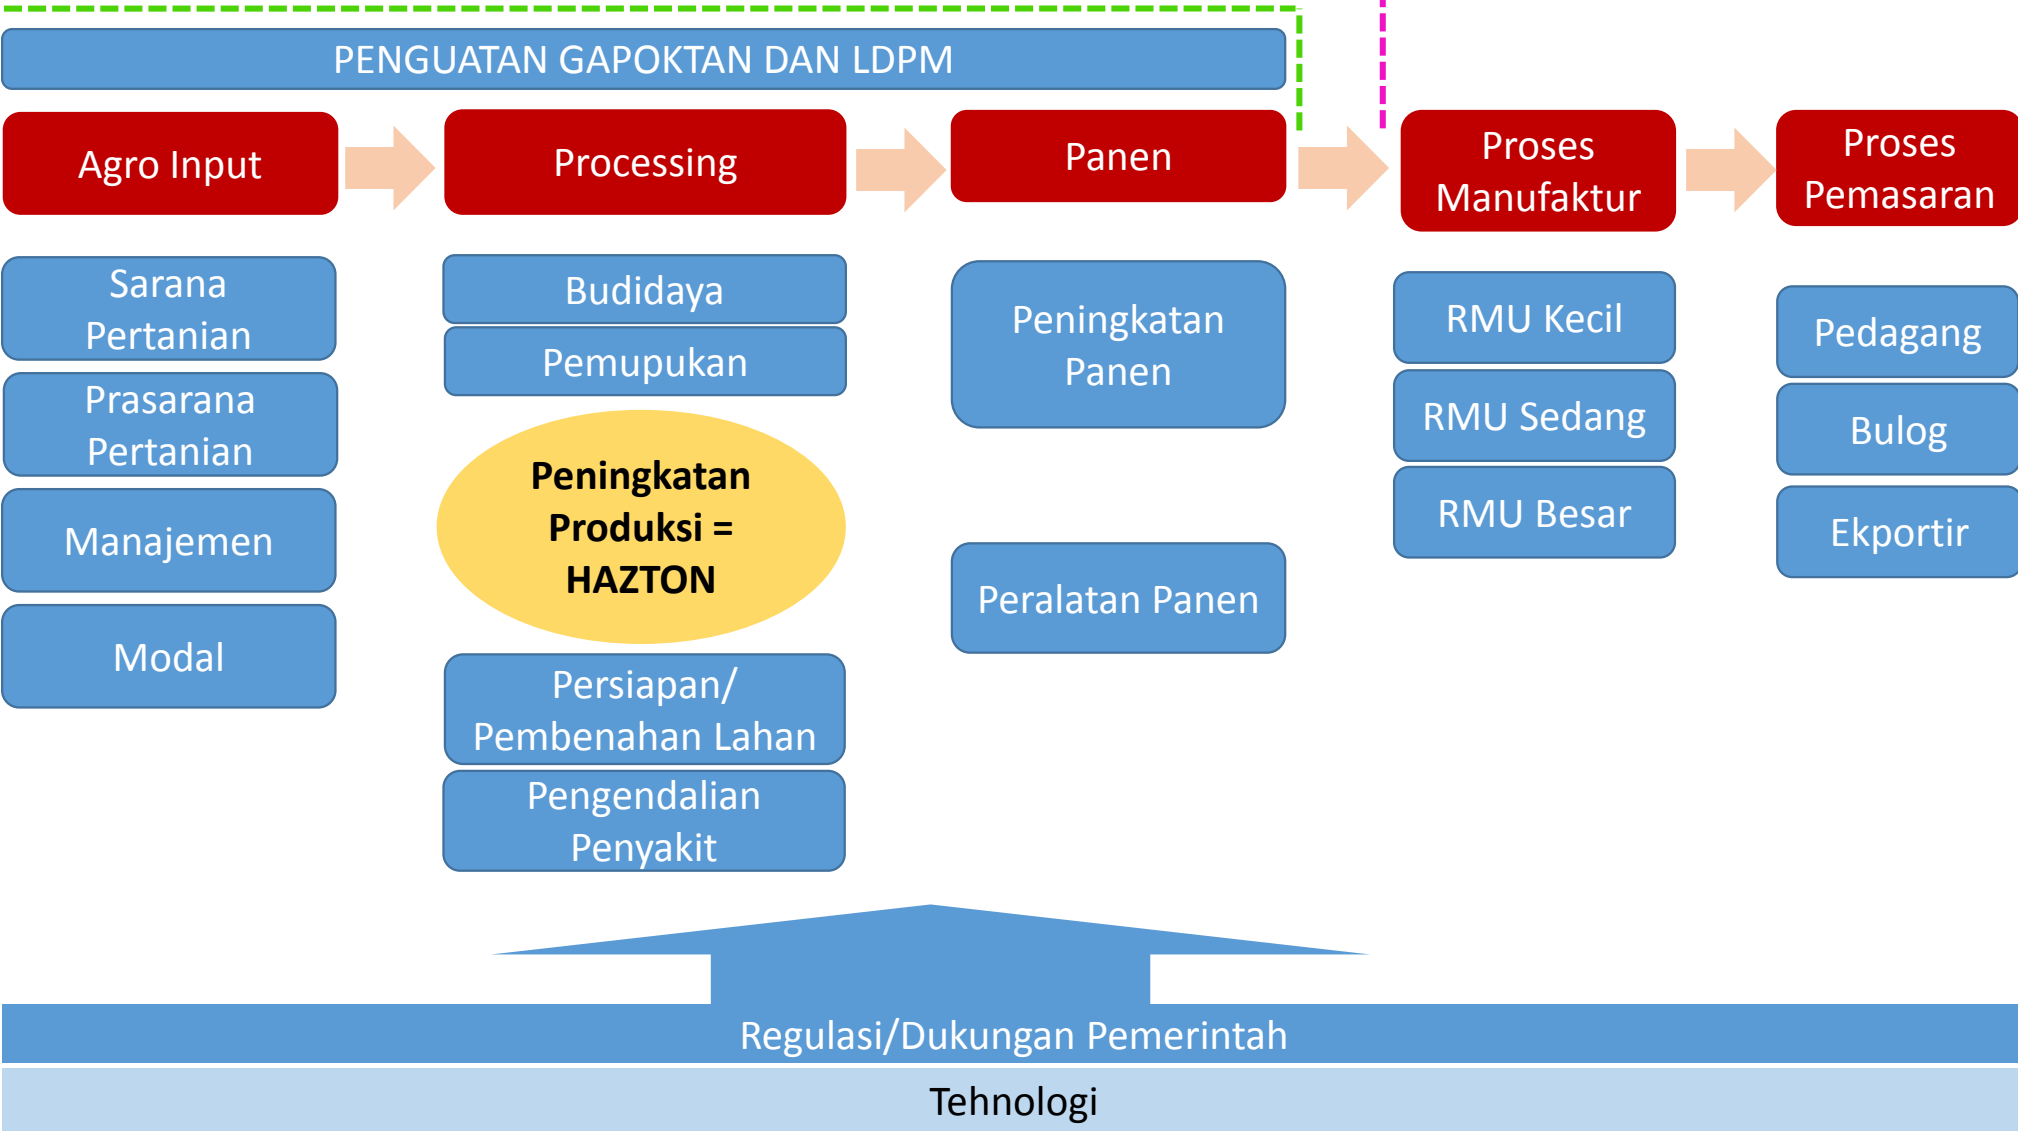 PENGUATAN GAPOKTAN DAN LDPM
Agro Input
Processing
Panen
Proses
Manufaktur
Proses
Pemasaran
Sarana
Pertanian
Prasarana
Pertanian
Manajemen
Modal
Budidaya
Pemupukan
Peningkatan
Produksi =
HAZTON
Persiapan/
Pembenahan Lahan
Pengendalian
Penyakit
Peningkatan
Panen
Peralatan Panen
RMU Kecil
RMU Sedang
RMU Besar
Pedagang
Bulog
Ekportir
Regulasi/Dukungan Pemerintah
Tehnologi